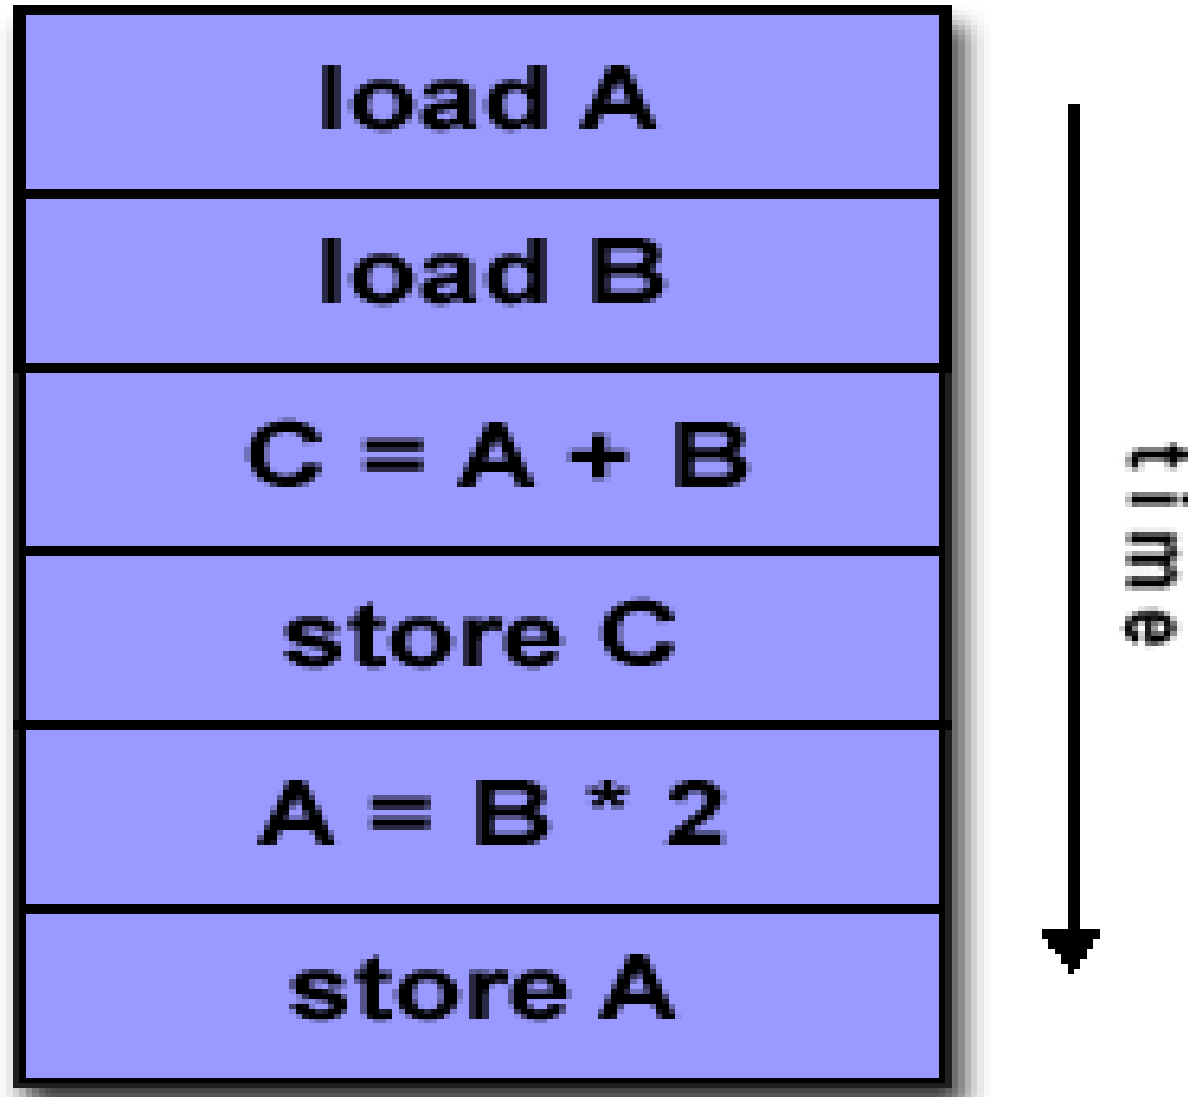 load A
load B
C = A + B
store C
A = B * 2
store A
time